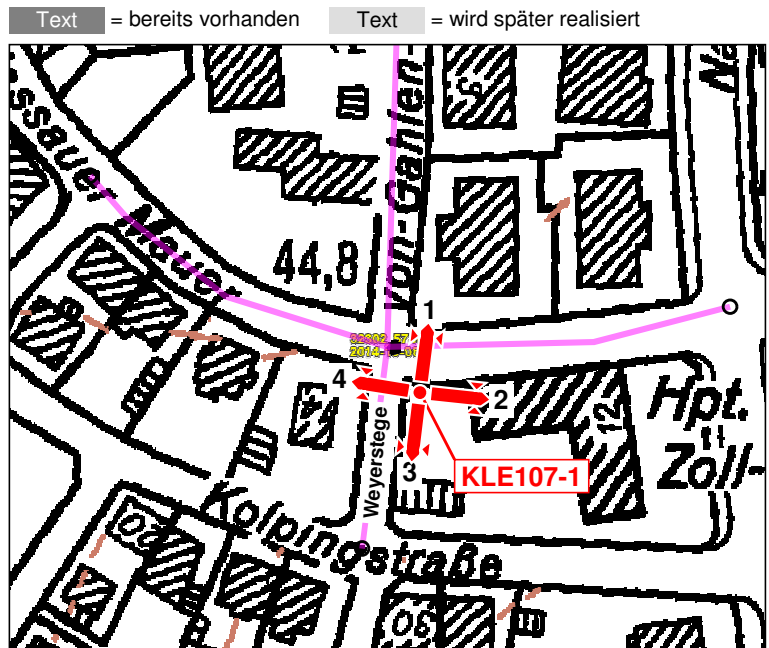 Text = bereits vorhanden Text = wird später realisiert
ssauer Mauer
von-Gahlen-
Na
44,8
1
2
3
4
Weyerstege
KLE107-1
12
Hpt.
Zoll-
Kolpingstraße